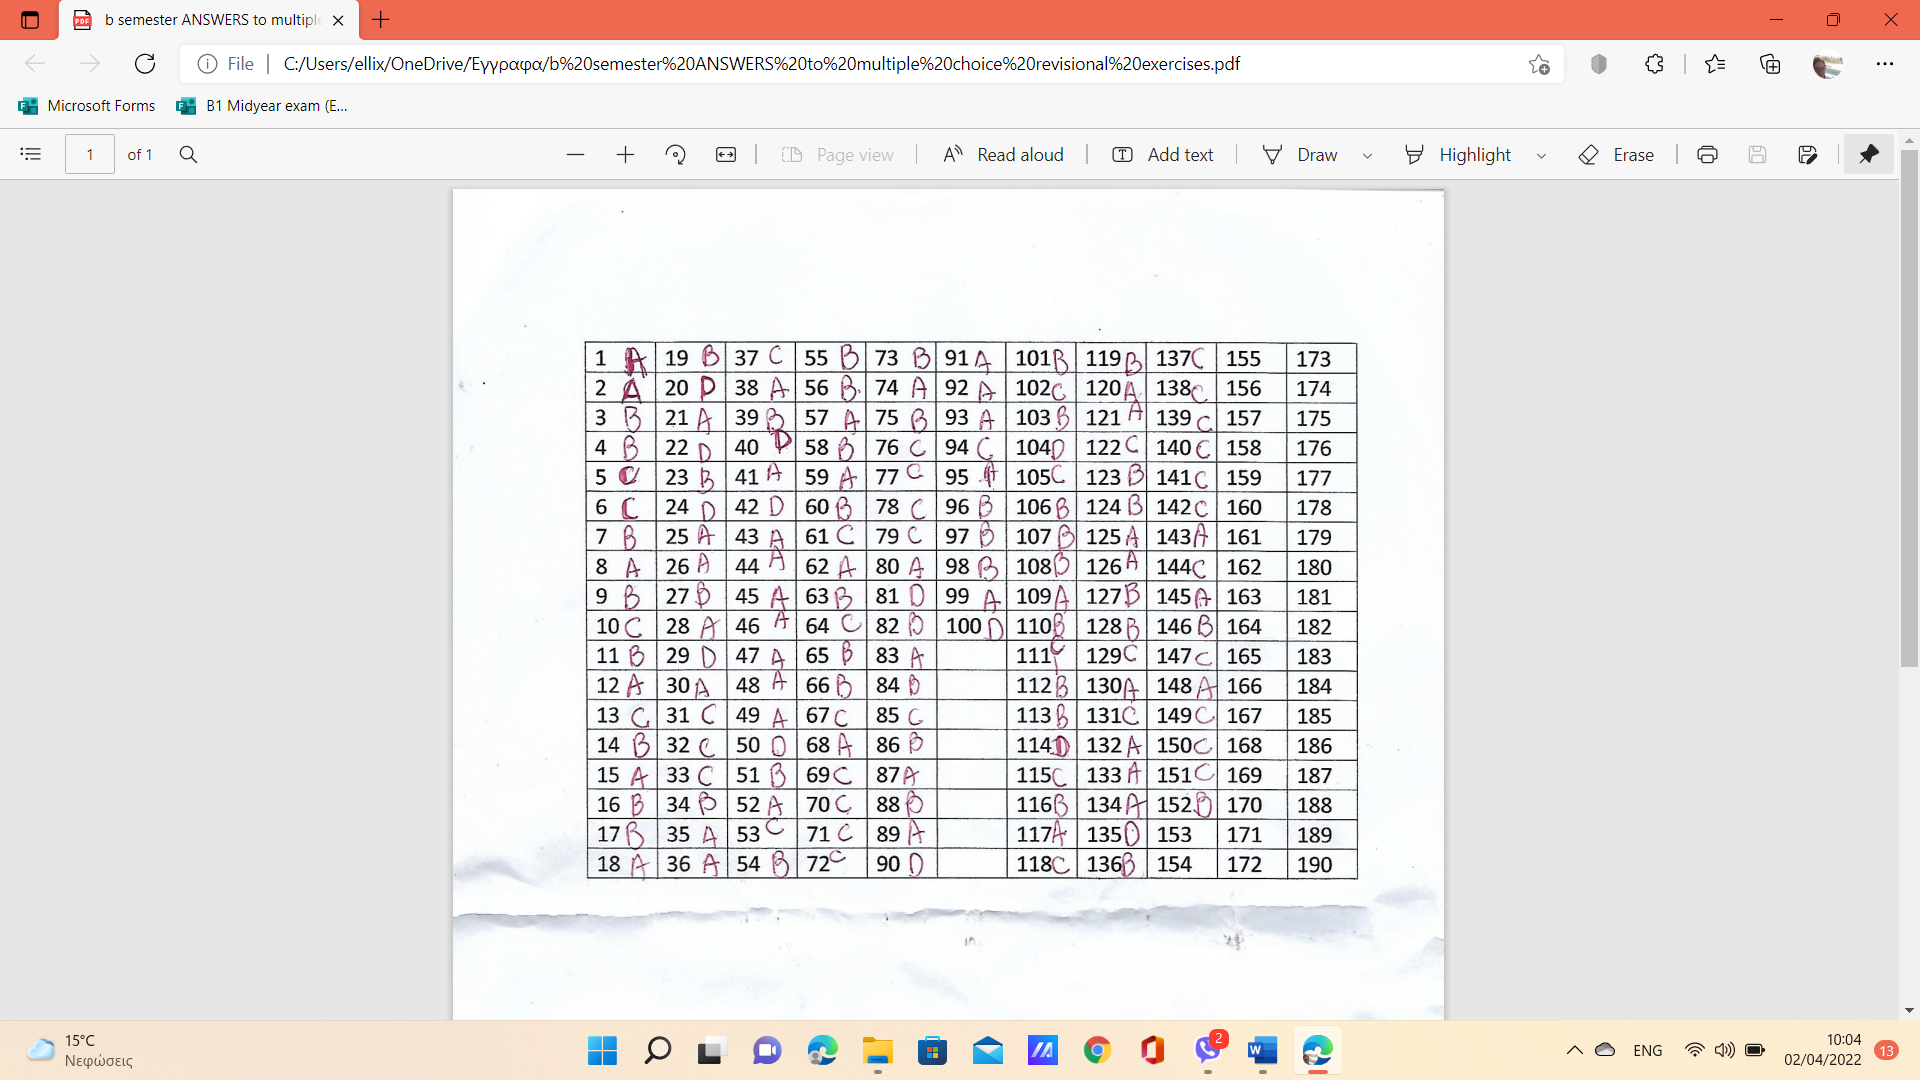 b semester ANSWERS to multiple
File C:/Users/ellix/OneDrive/Έγγραφα/b%20semester%20ANSWERS%20to%20multiple%20choice%20revisional%20exercises.pdf
Microsoft Forms B1 Midyear exam (E...
1 of 1 Page view Read aloud Add text Draw Highlight Erase
1 A 19 B 37 C 55 B 73 B 91 A 101 B 119 B 137 C 155 173
2 A 20 D 38 A 56 B 74 A 92 A 102 C 120 A 138 C 156 174
3 B 21 A 39 B 57 A 75 B 93 A 103 B 121 A 139 C 157 175
4 B 22 D 40 D 58 B 76 C 94 C 104 D 122 C 140 C 158 176
5 C 23 B 41 A 59 A 77 C 95 A 105 C 123 B 141 C 159 177
6 C 24 D 42 D 60 B 78 C 96 B 106 B 124 B 142 C 160 178
7 B 25 A 43 A 61 C 79 C 97 B 107 B 125 A 143 A 161 179
8 A 26 A 44 A 62 A 80 A 98 B 108 B 126 A 144 C 162 180
9 B 27 B 45 A 63 B 81 D 99 A 109 A 127 B 145 A 163 181
10 C 28 A 46 A 64 C 82 B 100 D 110 B 128 B 146 B 164 182
11 B 29 D 47 A 65 B 83 A 111 C 129 C 147 C 165 183
12 A 30 A 48 A 66 B 84 112 B 130 A 148 A 166 184
13 C 31 C 49 A 67 C 85 C 113 B 131 C 149 C 167 185
14 B 32 C 50 D 68 A 86 B 114 D 132 A 150 C 168 186
15 A 33 C 51 B 69 C 87 A 115 C 133 A 151 C 169 187
16 B 34 B 52 A 70 C 88 B 116 B 134 A 152 B 170 188
17 B 35 A 53 C 71 C 89 A 117 A 135 D 153 171 189
18 A 36 A 54 B 72 C 90 D 118 C 136 B 154 172 190
15°C
Νεφώσεις
2
ENG
10:04
02/04/2022
13